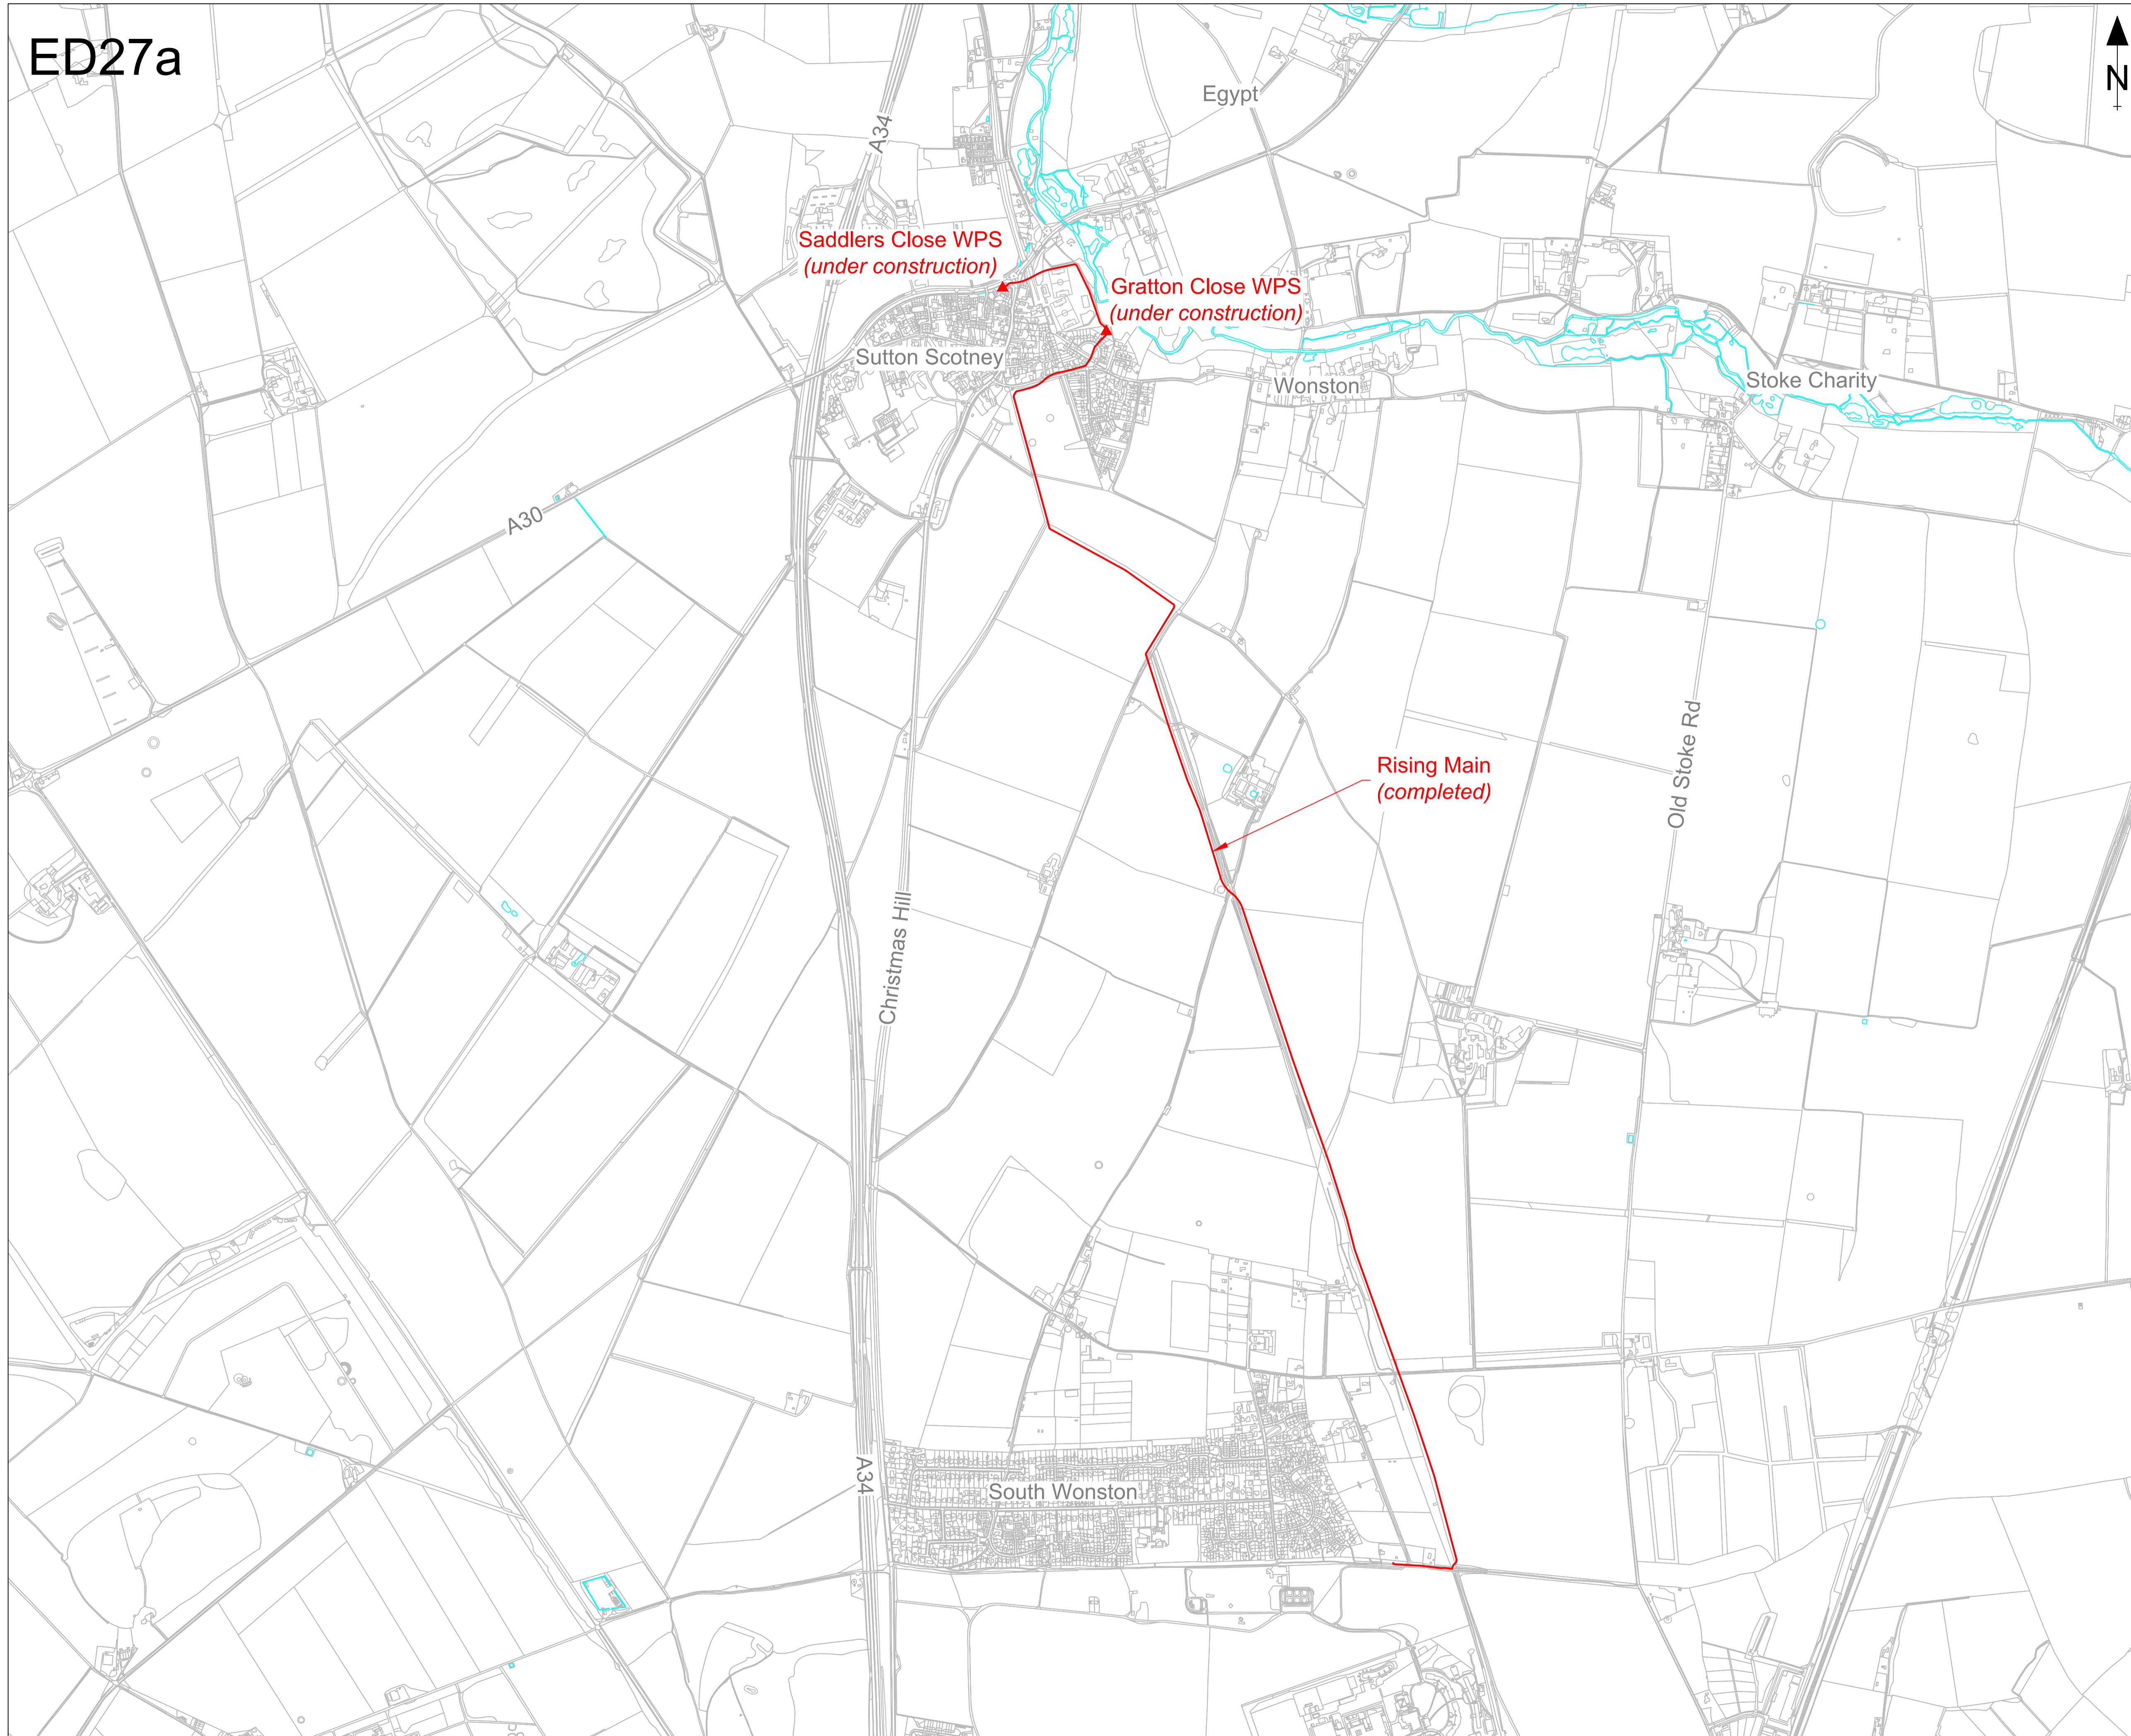 ED27a
N
Egypt
A34
Saddlers Close WPS
(under construction)
Gratton Close WPS
(under construction)
Sutton Scotney
Wonston
Stoke Charity
A30
Old Stoke Rd
Rising Main
(completed)
Christmas Hill
A34
South Wonston